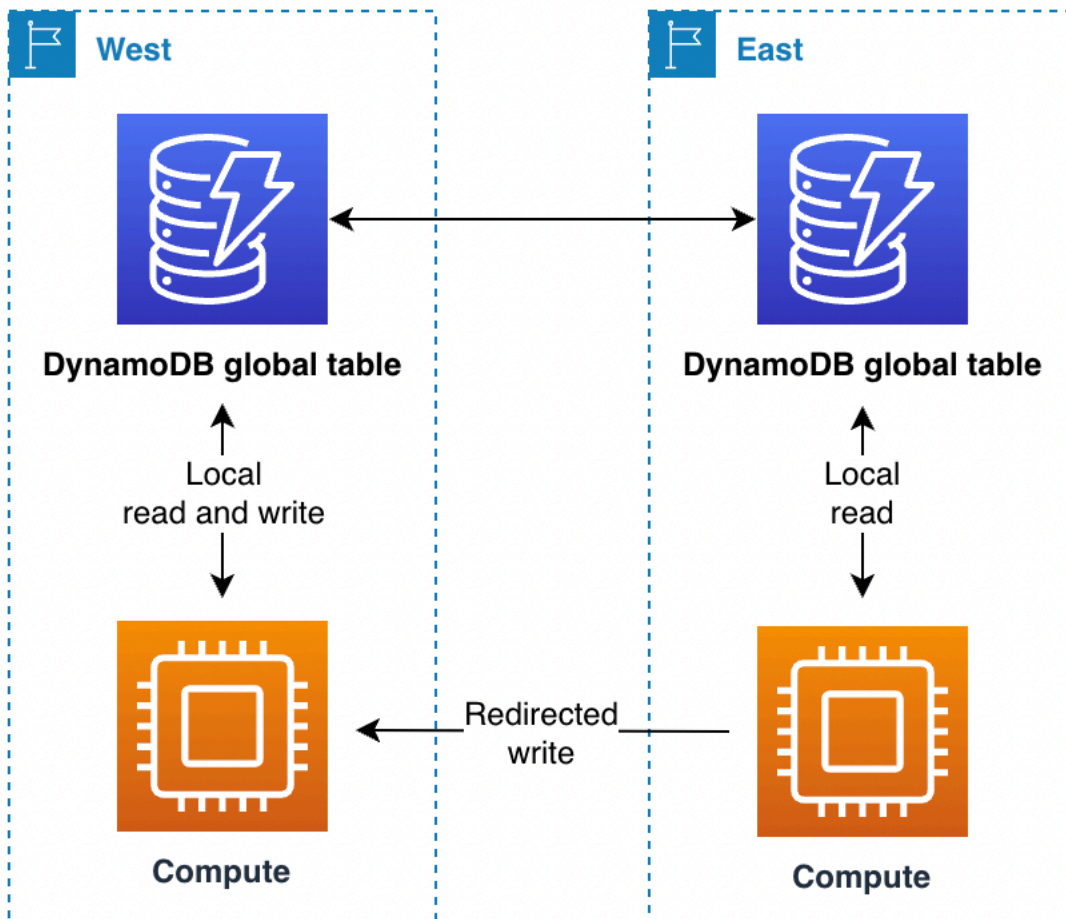 West
East
DynamoDB global table
DynamoDB global table
Local
read and write
Local
read
Redirected
write
Compute
Compute